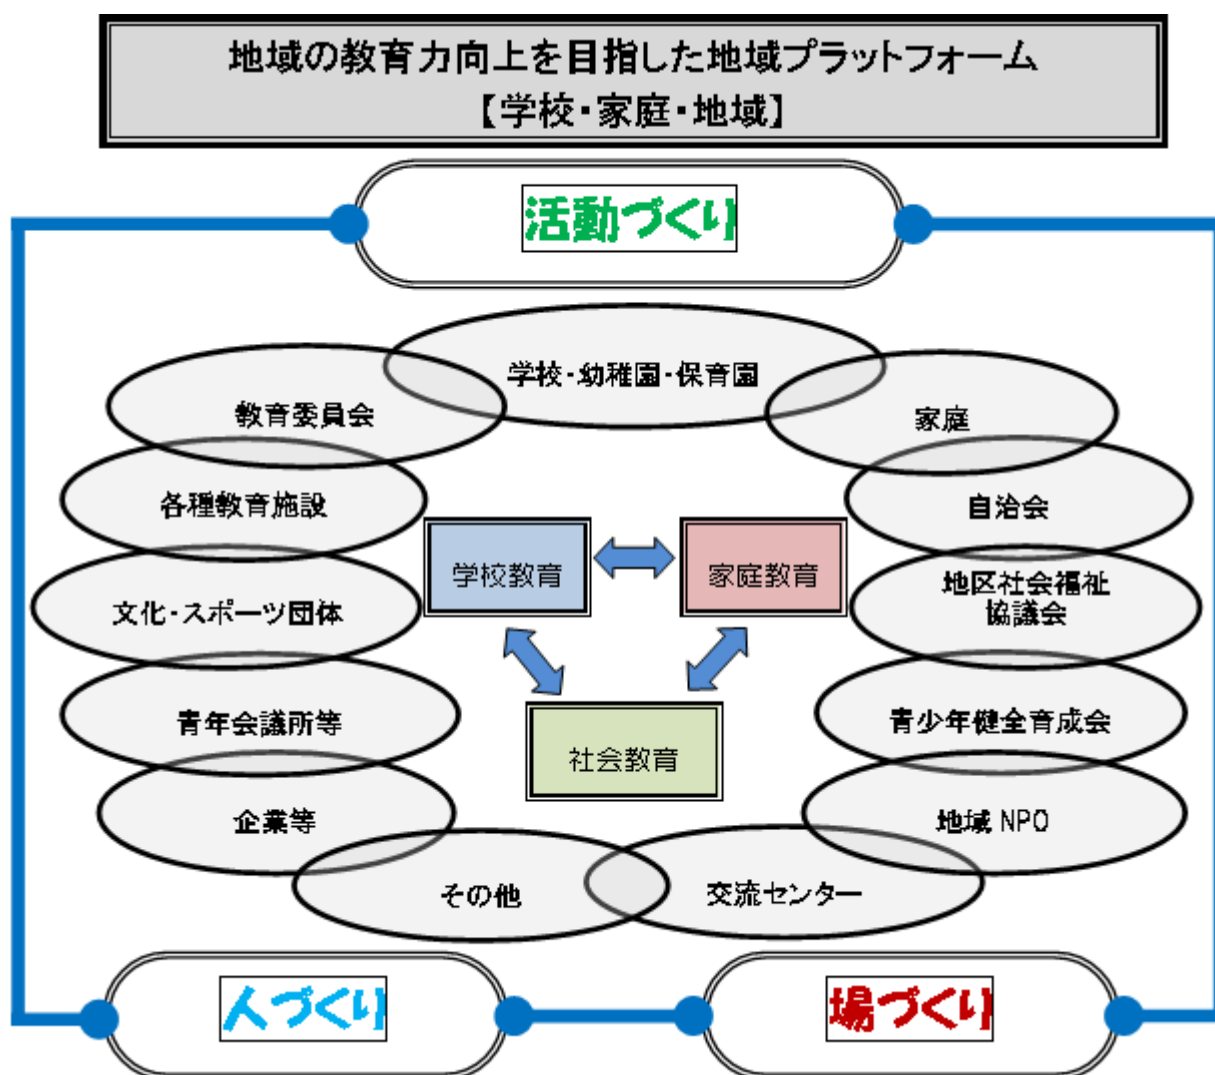 地域の教育力向上を目指した地域プラットフォーム
【学校・家庭・地域】
活動づくり
学校・幼稚園・保育園
教育委員会
家庭
各種教育施設
自治会
学校教育
家庭教育
文化・スポーツ団体
地区社会福祉
協議会
青年会議所等
青少年健全育成会
社会教育
企業等
地域 NPO
その他
交流センター
人づくり
場づくり